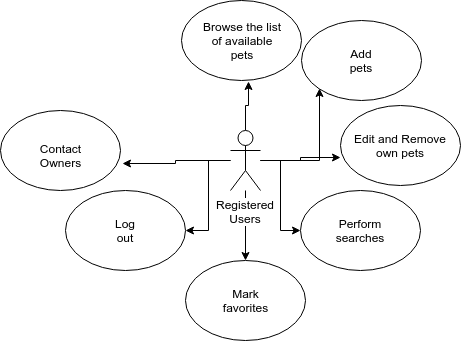 Browse the list
of available
pets
Add
pets
Edit and Remove
own pets
Contact
Owners
Registered
Users
Log
out
Perform
searches
Mark
favorites